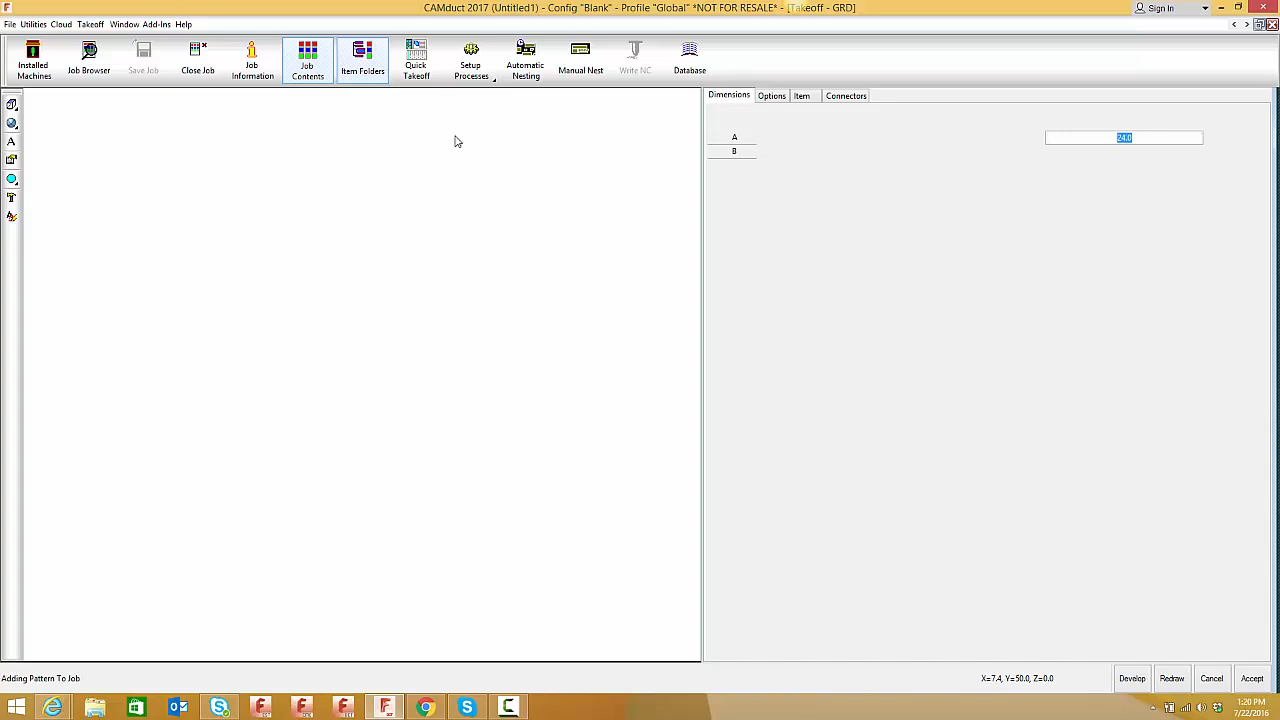 CAMduct 2017 (Untitled1) - Config "Blank" - Profile "Global" *NOT FOR RESALE* - [Takeoff - GRD]
Sign In
File Utilities Cloud Takeoff Window Add-Ins Help
Installed Machines
Job Browser
Save Job
Close Job
Job Information
Job Contents
Item Folders
Quick Takeoff
Setup Processes
Automatic Nesting
Manual Nest
Write NC
Database
Dimensions Options Item Connectors
A 24.0
B
Adding Pattern To Job
X=7.4, Y=50.0, Z=0.0
Develop Redraw Cancel Accept
1:20 PM
7/22/2016